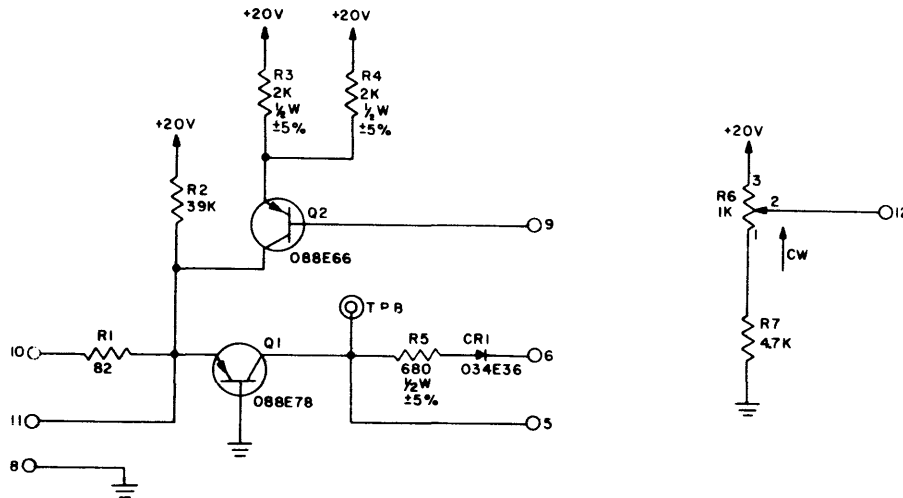 +20V
+20V
R3
2K
½W
±5%
R4
2K
½W
±5%
+20V
R2
39K
Q2
088E66
9
TPB
10
R1
82
Q1
088E78
R5
680
½W
±5%
CR1
034E36
6
11
5
8
+20V
3
R6
1K
2
12
1
CW
R7
4.7K